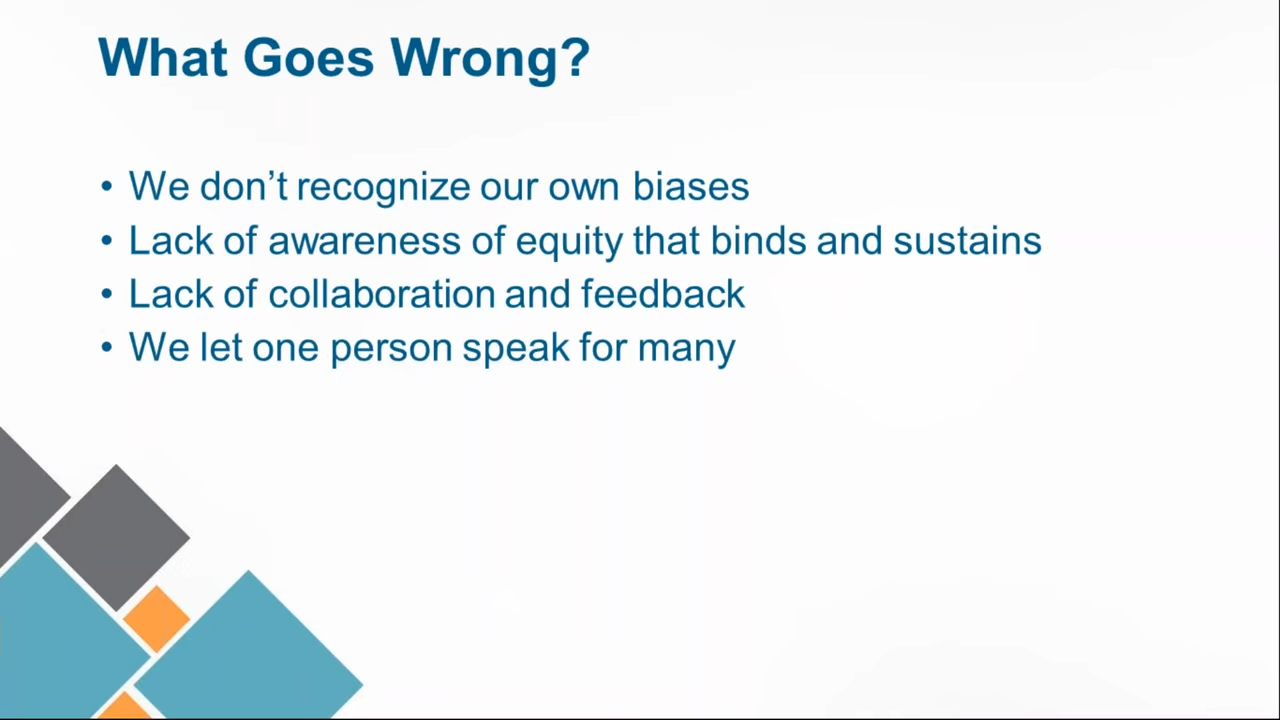 What Goes Wrong?
• We don’t recognize our own biases
• Lack of awareness of equity that binds and sustains
• Lack of collaboration and feedback
• We let one person speak for many